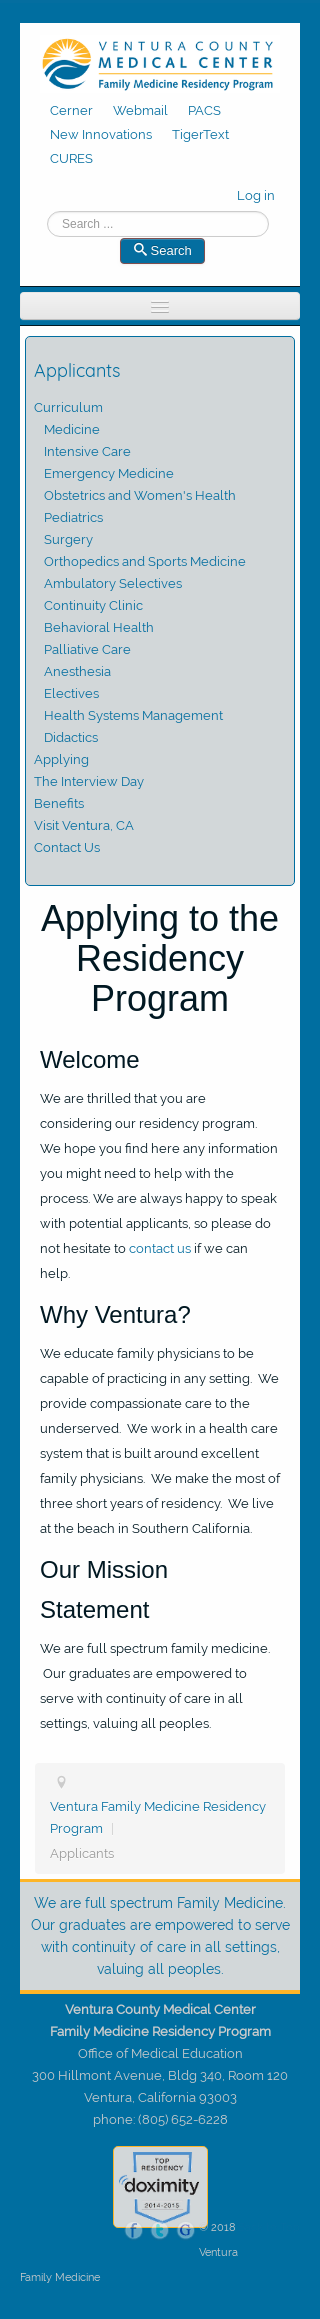 VENTURA COUNTY
MEDICAL CENTER
Family Medicine Residency Program
Cerner Webmail PACS
New Innovations TigerText
CURES
Log in
Search ...
Search
Applicants
Curriculum
Medicine
Intensive Care
Emergency Medicine
Obstetrics and Women's Health
Pediatrics
Surgery
Orthopedics and Sports Medicine
Ambulatory Selectives
Continuity Clinic
Behavioral Health
Palliative Care
Anesthesia
Electives
Health Systems Management
Didactics
Applying
The Interview Day
Benefits
Visit Ventura, CA
Contact Us
Applying to the
Residency
Program
Welcome
We are thrilled that you are
considering our residency program.
We hope you find here any information
you might need to help with the
process. We are always happy to speak
with potential applicants, so please do
not hesitate to contact us if we can
help.
Why Ventura?
We educate family physicians to be
capable of practicing in any setting. We
provide compassionate care to the
underserved. We work in a health care
system that is built around excellent
family physicians. We make the most of
three short years of residency. We live
at the beach in Southern California.
Our Mission
Statement
We are full spectrum family medicine.
Our graduates are empowered to
serve with continuity of care in all
settings, valuing all peoples.
Ventura Family Medicine Residency
Program |
Applicants
We are full spectrum Family Medicine.
Our graduates are empowered to serve
with continuity of care in all settings,
valuing all peoples.
Ventura County Medical Center
Family Medicine Residency Program
Office of Medical Education
300 Hillmont Avenue, Bldg 340, Room 120
Ventura, California 93003
phone: (805) 652-6228
TOP
RESIDENCY
doximity
2014-2015
f t G © 2018
Ventura
Family Medicine